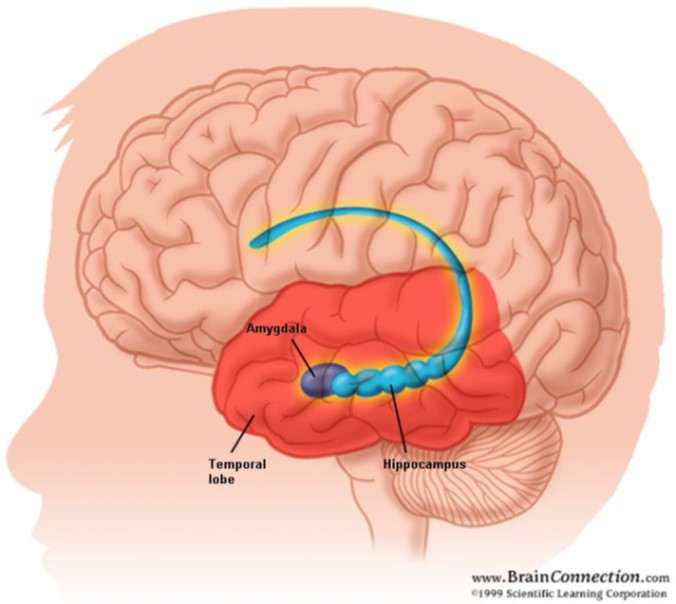 Amygdala
Temporal
lobe
Hippocampus
www.BrainConnection.com
©1999 Scientific Learning Corporation